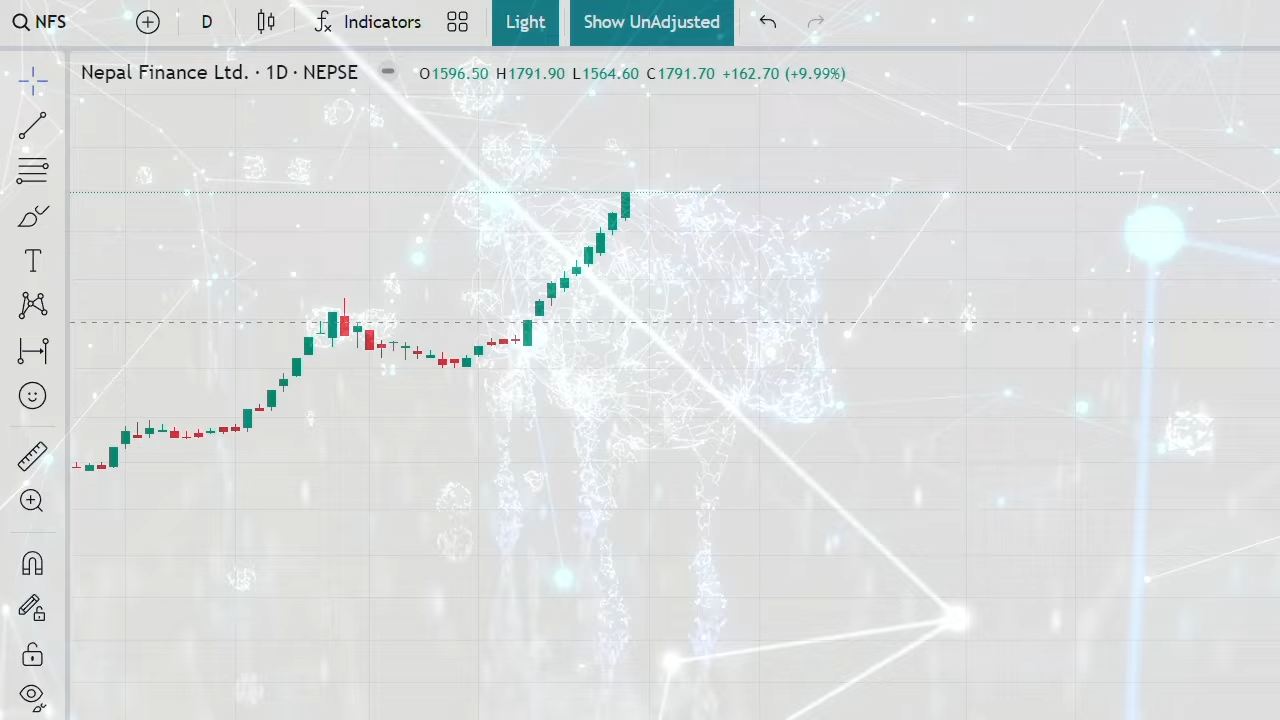 NFS D Indicators Light Show UnAdjusted
Nepal Finance Ltd. · 1D · NEPSE O1596.50 H1791.90 L1564.60 C1791.70 +162.70 (+9.99%)